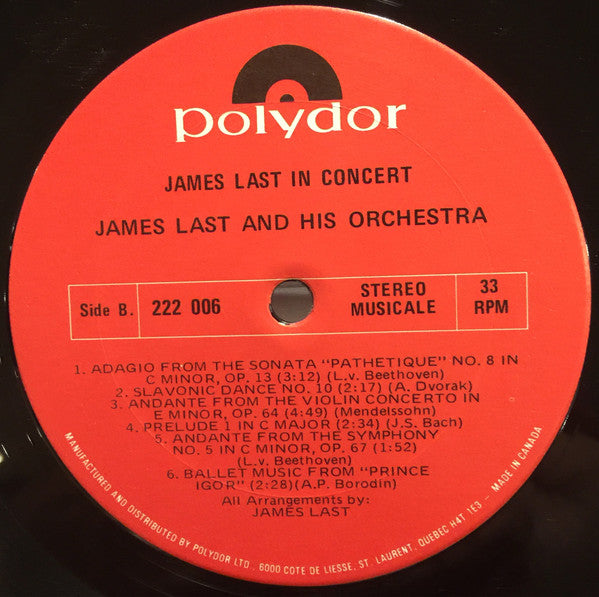 polydor
JAMES LAST IN CONCERT
JAMES LAST AND HIS ORCHESTRA
Side B. 222 006 STEREO MUSICALE 33 RPM
1. ADAGIO FROM THE SONATA "PATHETIQUE" NO. 8 IN
C MINOR, OP. 13 (3:12) (L.v. Beethoven)
2. SLAVONIC DANCE NO. 10 (2:17) (A. Dvorak)
3. ANDANTE FROM THE VIOLIN CONCERTO IN
E MINOR, OP. 64 (4:49) (Mendelssohn)
4. PRELUDE 1 IN C MAJOR (2:34) (J.S. Bach)
5. ANDANTE FROM THE SYMPHONY
NO. 5 IN C MINOR, OP. 67 (1:52)
(L.v. Beethoven)
6. BALLET MUSIC FROM "PRINCE
IGOR" (2:28)(A.P. Borodin)
All Arrangements by:
JAMES LAST
MANUFACTURED AND DISTRIBUTED BY POLYDOR LTD. 6000 COTE DE LIESSE, ST. LAURENT, QUEBEC H4T 1E3 - MADE IN CANADA